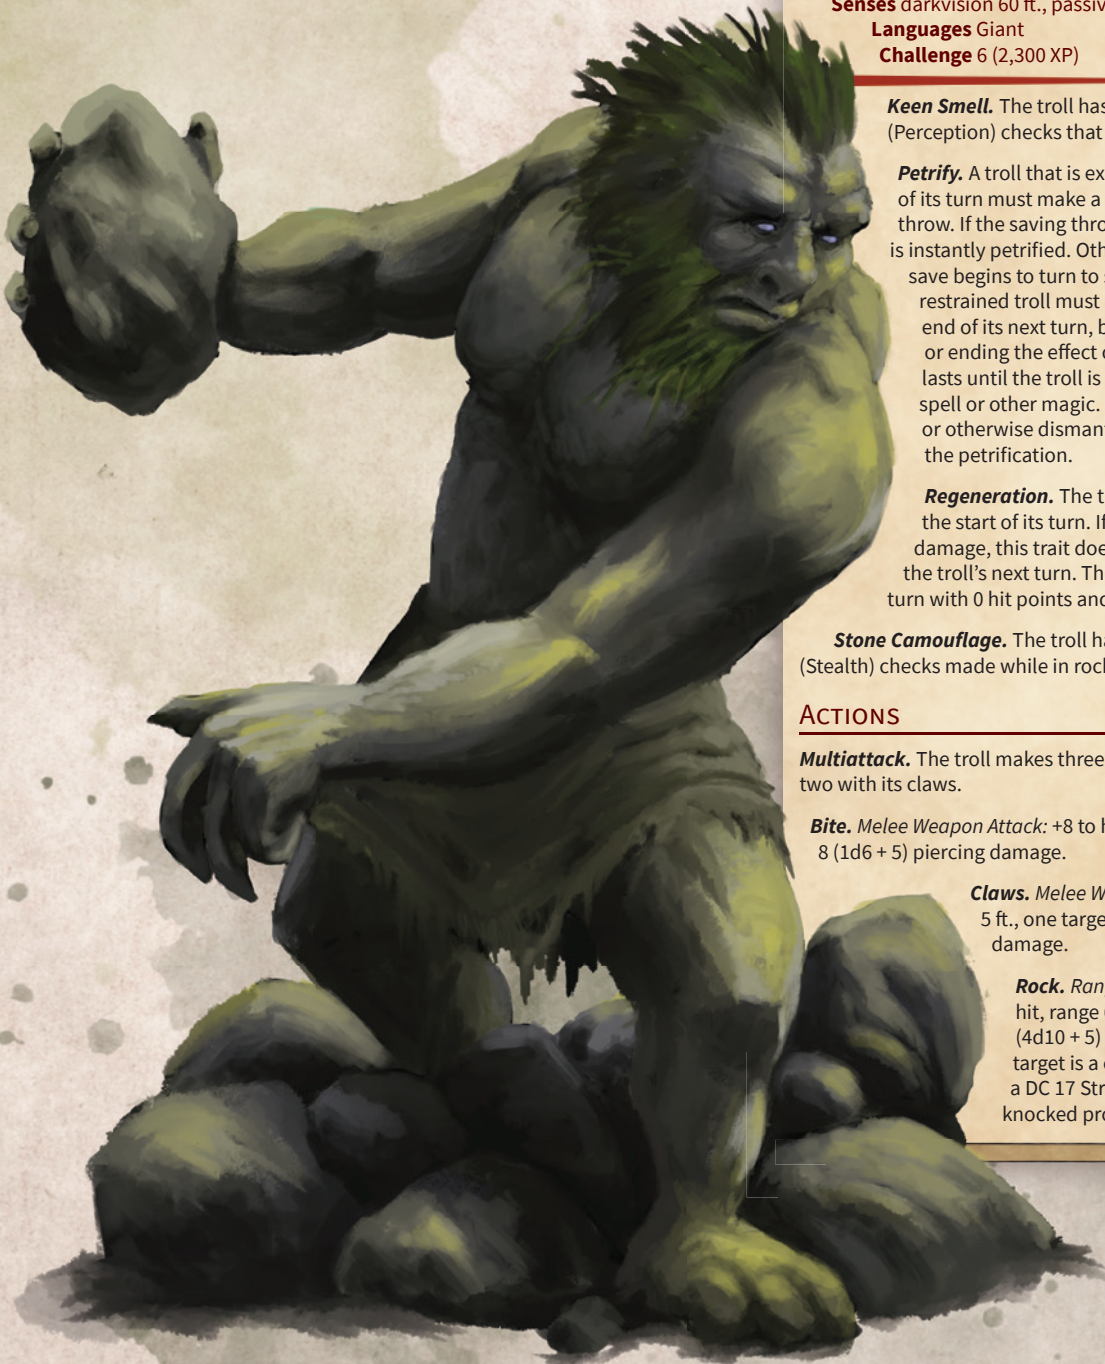 Senses darkvision 60 ft., passiv
Languages Giant
Challenge 6 (2,300 XP)
Keen Smell. The troll has
(Perception) checks that
Petrify. A troll that is ex
of its turn must make a
throw. If the saving thro
is instantly petrified. Oth
save begins to turn to
restrained troll must
end of its next turn, b
or ending the effect
lasts until the troll is
spell or other magic.
or otherwise disman
the petrification.
Regeneration. The t
the start of its turn. If
damage, this trait doe
the troll's next turn. Th
turn with 0 hit points and
Stone Camouflage. The troll ha
(Stealth) checks made while in rock
ACTIONS
Multiattack. The troll makes three
two with its claws.
Bite. Melee Weapon Attack: +8 to h
8 (1d6 + 5) piercing damage.
Claws. Melee W
5 ft., one targe
damage.
Rock. Ran
hit, range
(4d10 + 5)
target is a
a DC 17 Str
knocked pro